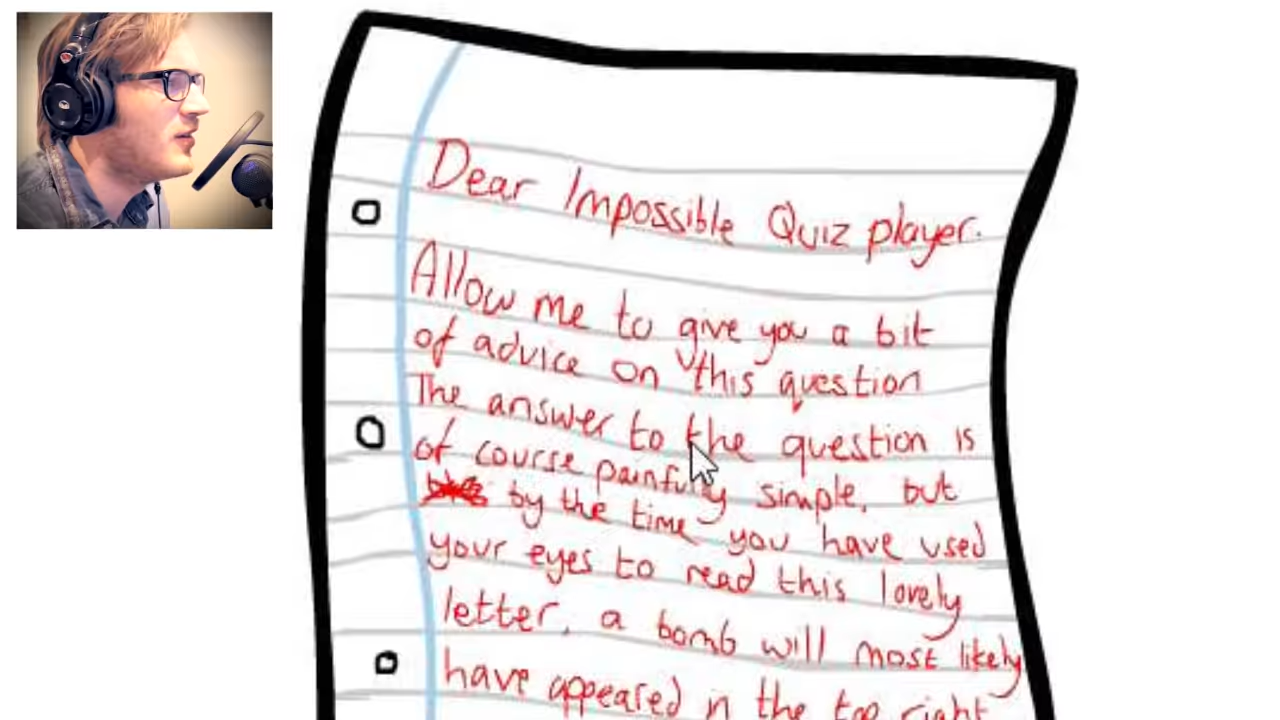 Dear Impossible Quiz player.
Allow me to give you a bit
of advice on this question
The answer to the question is
of course painfully simple, but
by the time you have used
your eyes to read this lovely
letter, a bomb will most likely
have appeared in the top right